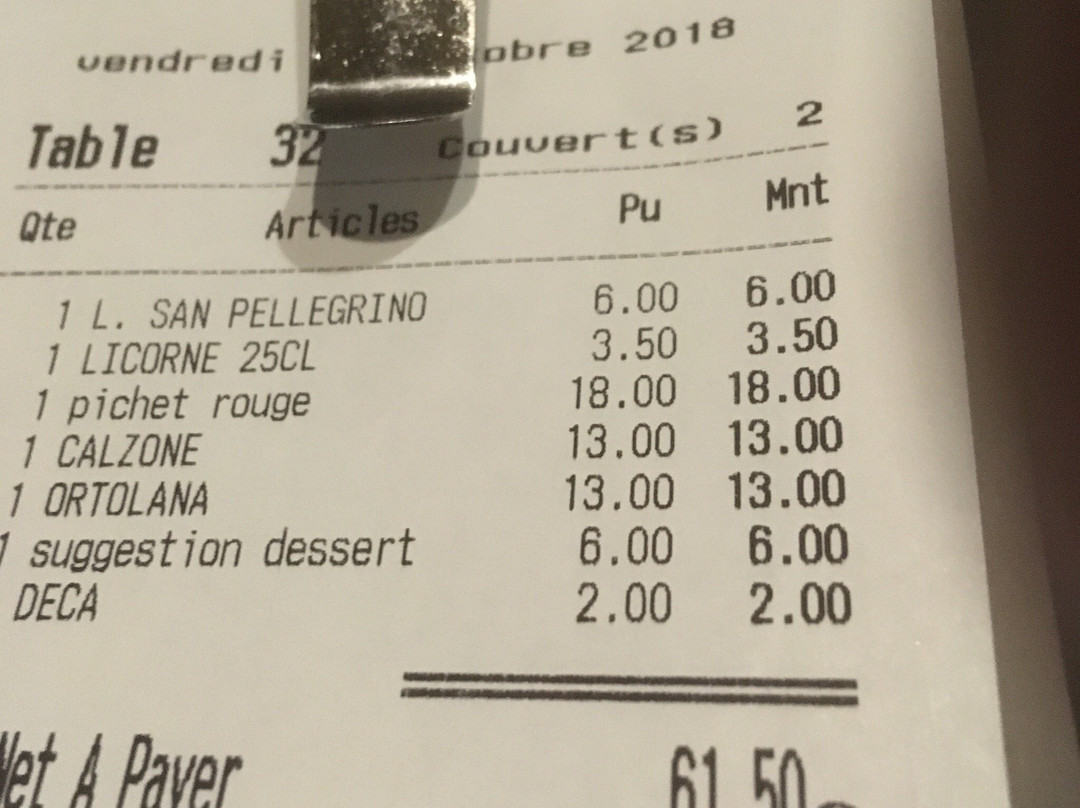 vendredi obre 2018
Table 32 Couvert(s) 2
Qte Articles Pu Mnt
1 L. SAN PELLEGRINO 6.00 6.00
1 LICORNE 25CL 3.50 3.50
1 pichet rouge 18.00 18.00
1 CALZONE 13.00 13.00
1 ORTOLANA 13.00 13.00
1 suggestion dessert 6.00 6.00
DECA 2.00 2.00
Net A Payer 61.50